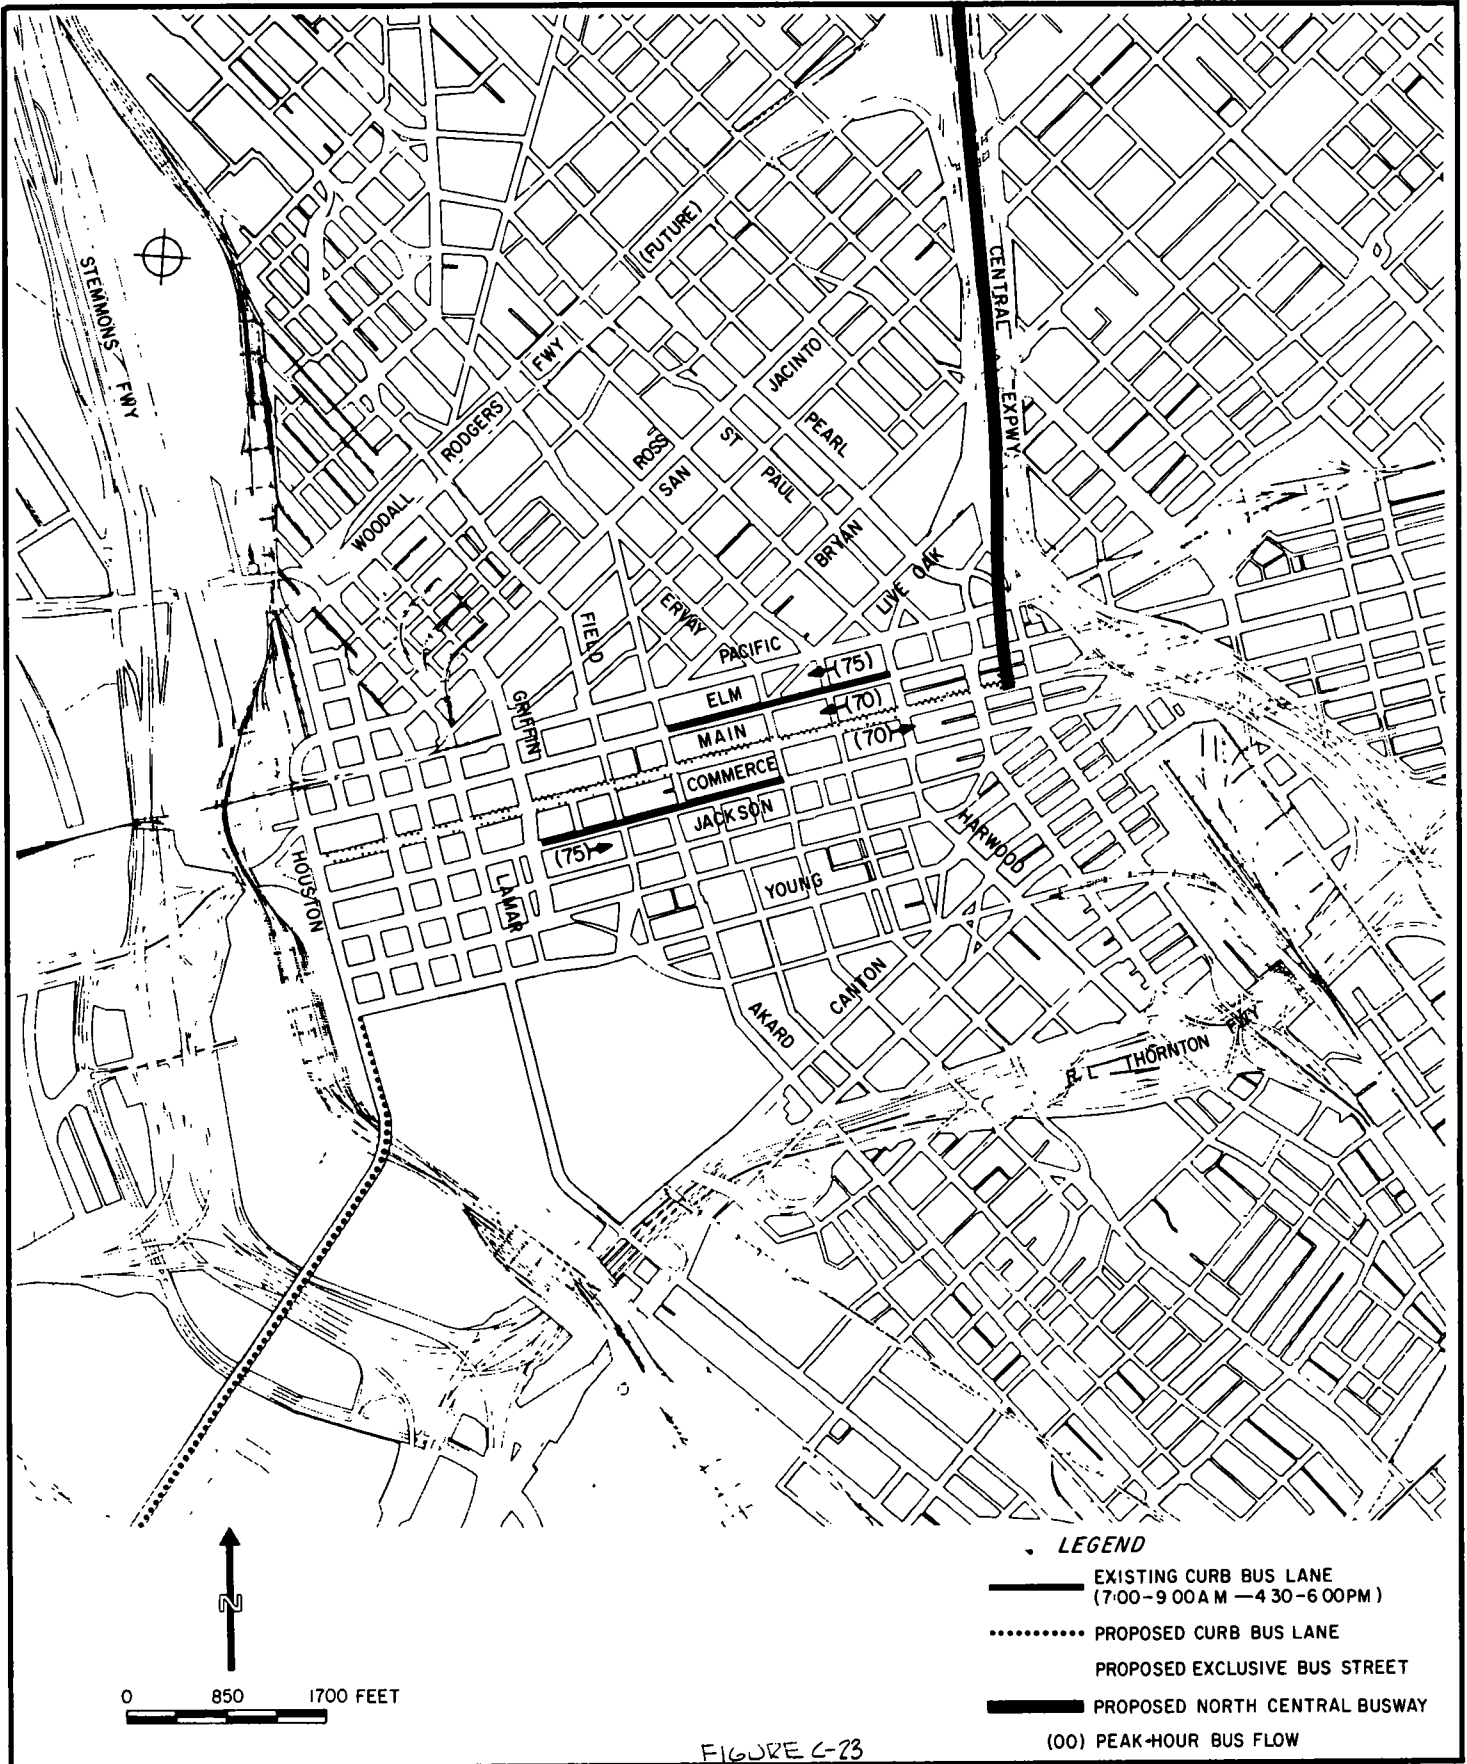 STEMMONS FWY
(FUTURE)
CENTRAL EXPWY
FWY
JACINTO
RODGERS
ROSS
ST
PEARL
SAN
PAUL
WOODALL
BRYAN
LIVE OAK
FIELD
ERVAY
PACIFIC
(75)
ELM
(70)
GRIFFIN
MAIN
(70)
COMMERCE
JACKSON
(75)
HARWOOD
HOUSTON
LAMAR
YOUNG
CANTON
AKARD
R. L. THORNTON FWY
N
0 850 1700 FEET
LEGEND
EXISTING CURB BUS LANE
(7:00-9 00 A M — 4 30-6 00 PM)
PROPOSED CURB BUS LANE
PROPOSED EXCLUSIVE BUS STREET
PROPOSED NORTH CENTRAL BUSWAY
(00) PEAK-HOUR BUS FLOW
FIGURE C-23